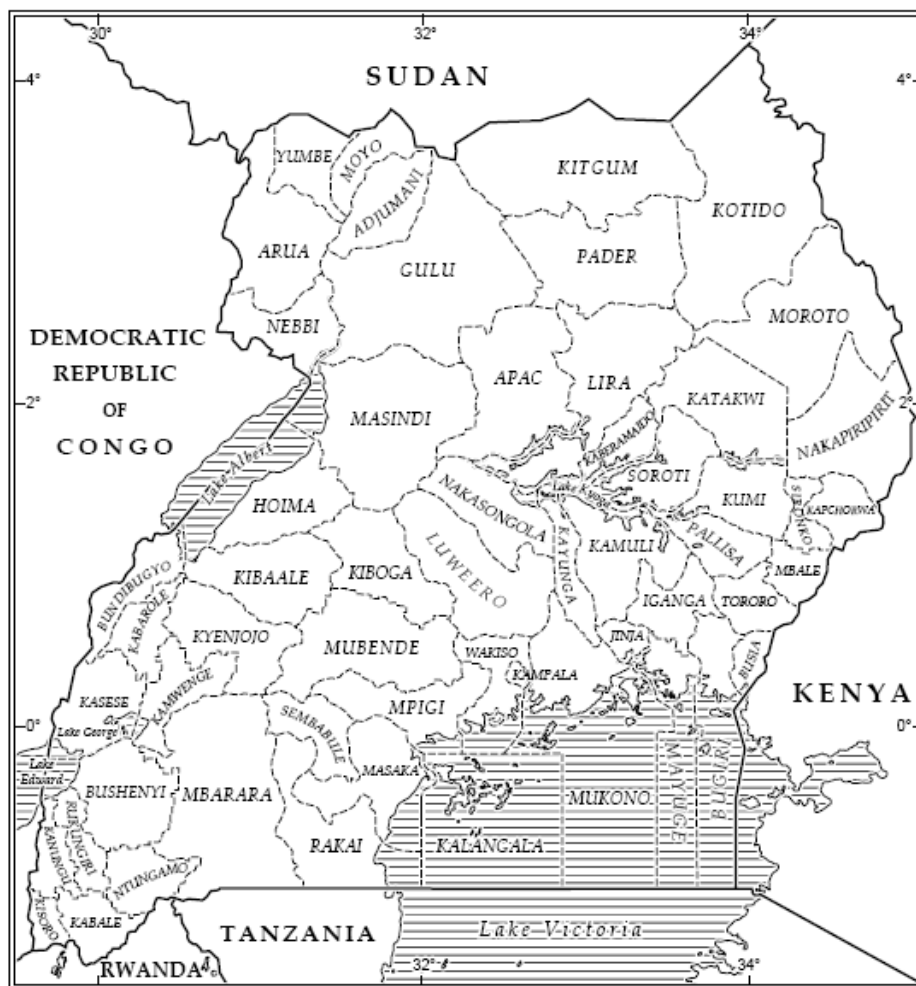 30°
32°
34°
4°
4°
SUDAN
YUMBE
MOYO
ADJUMANI
KITGUM
KOTIDO
ARUA
GULU
PADER
NEBBI
MOROTO
DEMOCRATIC
REPUBLIC
OF
CONGO
2°
2°
APAC
LIRA
KATAKWI
MASINDI
NAKAPIRIPIRIT
KABERAMAIDO
Lake Albert
SOROTI
Lake Kyoga
KUMI
NAKASONGOLA
HOIMA
SIRONKO
KAPCHORWA
PALLISA
KAYUNGA
KAMULI
LUWEERO
MBALE
BUNDIBUGYO
KIBAALE
KIBOGA
KABAROLE
IGANGA
TORORO
KYENJOJO
MUBENDE
WAKISO
JINJA
BUSIA
KAMPALA
KAMWENGE
KASESE
MPIGI
KENYA
0°
0°
Lake George
SEMBABULE
Lake
Edward
MASAKA
BUSHENYI
MBARARA
MUKONO
MAYUGE
BUGIRI
RUKUNGIRI
KANUNGU
RAKAI
KALANGALA
NTUNGAMO
KISORO
KABALE
TANZANIA
Lake Victoria
RWANDA
32°
34°